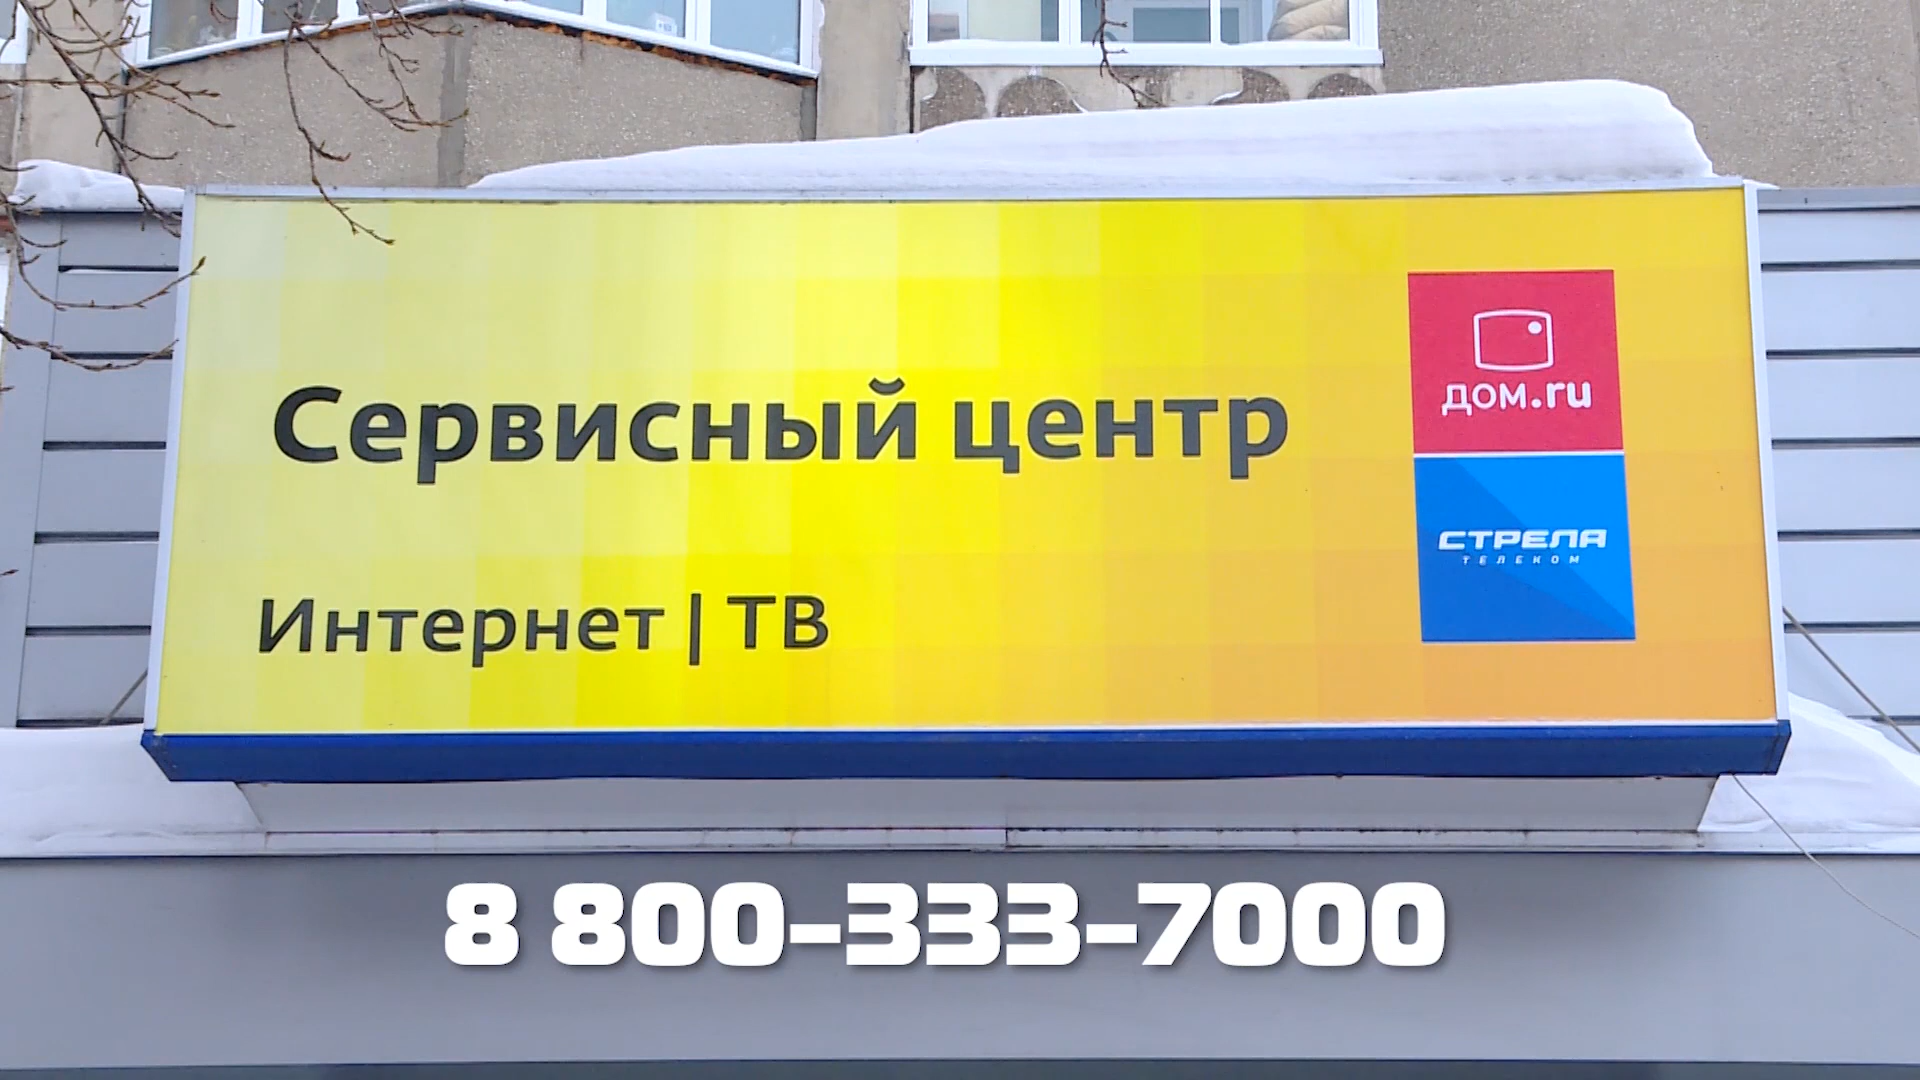 Сервисный центр
Интернет | ТВ
дом.ru
СТРЕЛА
ТЕЛЕКОМ
8 800-333-7000